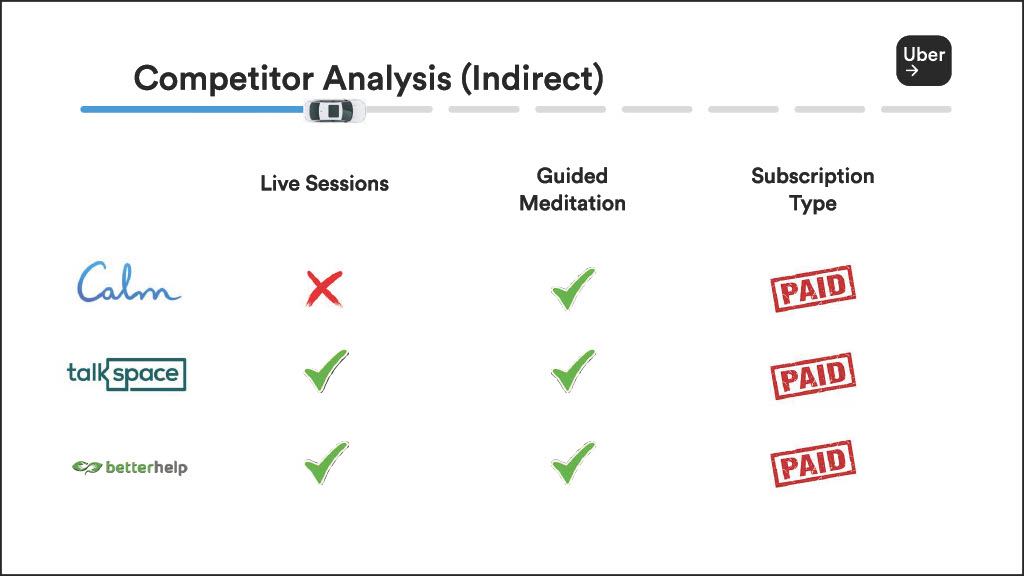 Competitor Analysis (Indirect)
Uber
Live Sessions
Guided
Meditation
Subscription
Type
Calm
PAID
talkspace
PAID
betterhelp
PAID